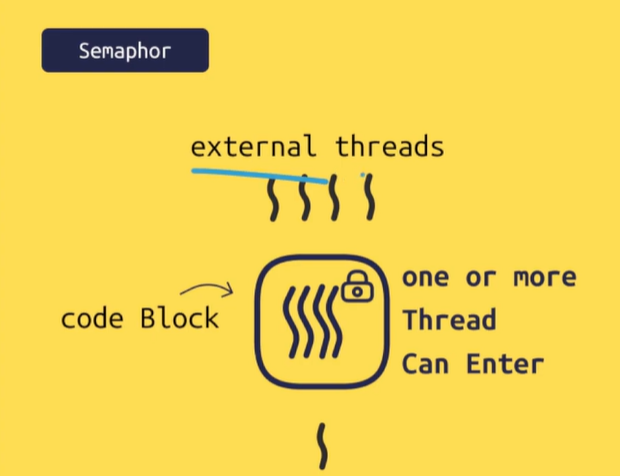 Semaphor
external threads
code Block
one or more
Thread
Can Enter